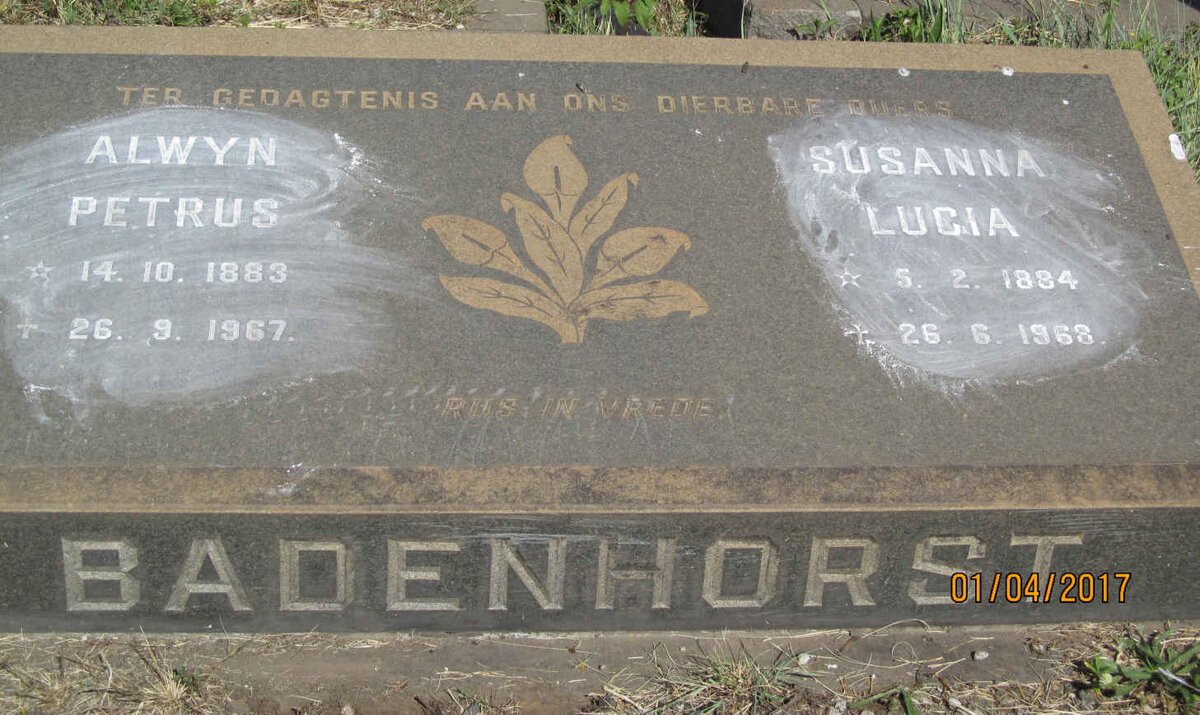 TER GEDAGTENIS AAN ONS DIERBARE OUERS
ALWYN
PETRUS
☆ 14. 10. 1883
✝ 26. 9. 1967.
SUSANNA
LUCIA
☆ 5. 2. 1884
✝ 26. 6. 1968.
RUS IN VREDE.
BADENHORST
01/04/2017